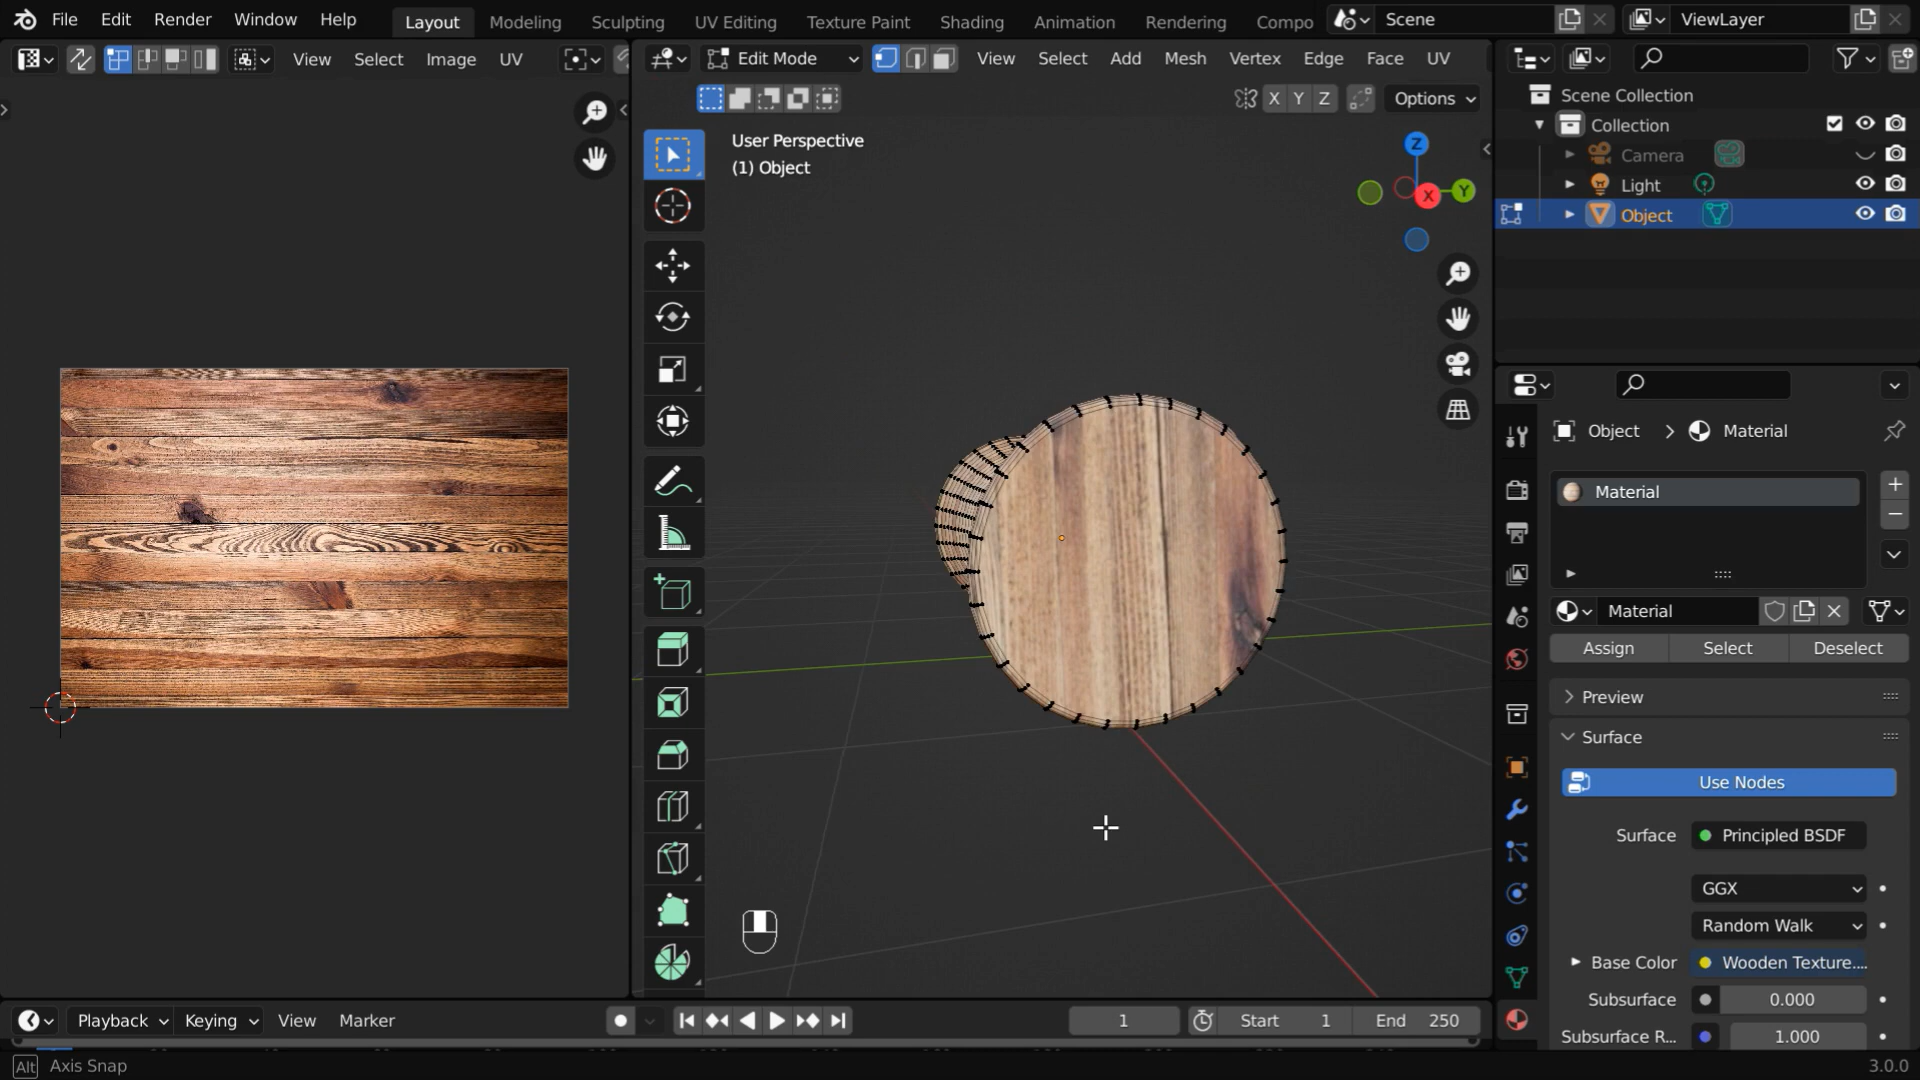 File Edit Render Window Help Layout Modeling Sculpting UV Editing Texture Paint Shading Animation Rendering Compo Scene ViewLayer
View Select Image UV Edit Mode View Select Add Mesh Vertex Edge Face UV
X Y Z Options
Scene Collection
Collection
Camera
Light
Object
User Perspective
(1) Object
Z
X
Y
Object Material
Material
Material
Assign Select Deselect
Preview
Surface
Use Nodes
Surface Principled BSDF
GGX
Random Walk
Base Color Wooden Texture....
Subsurface 0.000
Subsurface R... 1.000
Playback Keying View Marker 1 Start 1 End 250
Alt Axis Snap 3.0.0